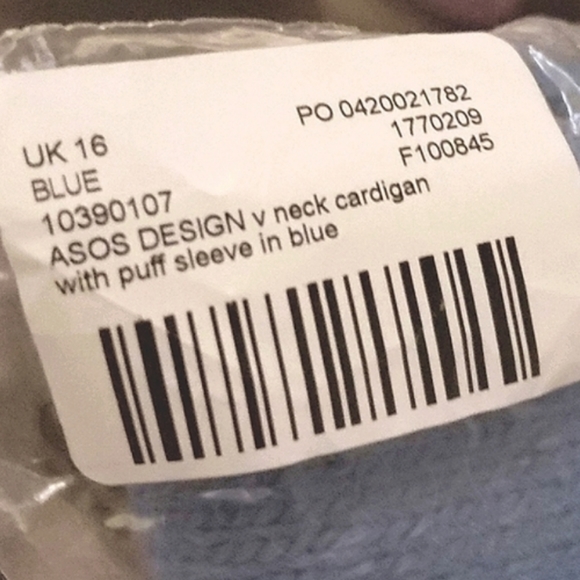 UK 16
BLUE
10390107
ASOS DESIGN v neck cardigan
with puff sleeve in blue
PO 0420021782
1770209
F100845